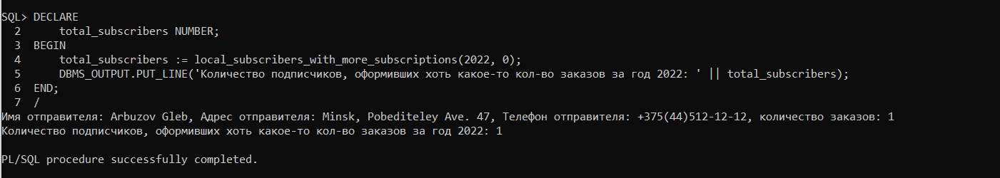 SQL> DECLARE
  2      total_subscribers NUMBER;
  3  BEGIN
  4      total_subscribers := local_subscribers_with_more_subscriptions(2022, 0);
  5      DBMS_OUTPUT.PUT_LINE('Количество подписчиков, оформивших хоть какое-то кол-во заказов за год 2022: ' || total_subscribers);
  6  END;
  7  /
Имя отправителя: Arbuzov Gleb, Адрес отправителя: Minsk, Pobediteley Ave. 47, Телефон отправителя: +375(44)512-12-12, количество заказов: 1
Количество подписчиков, оформивших хоть какое-то кол-во заказов за год 2022: 1
PL/SQL procedure successfully completed.